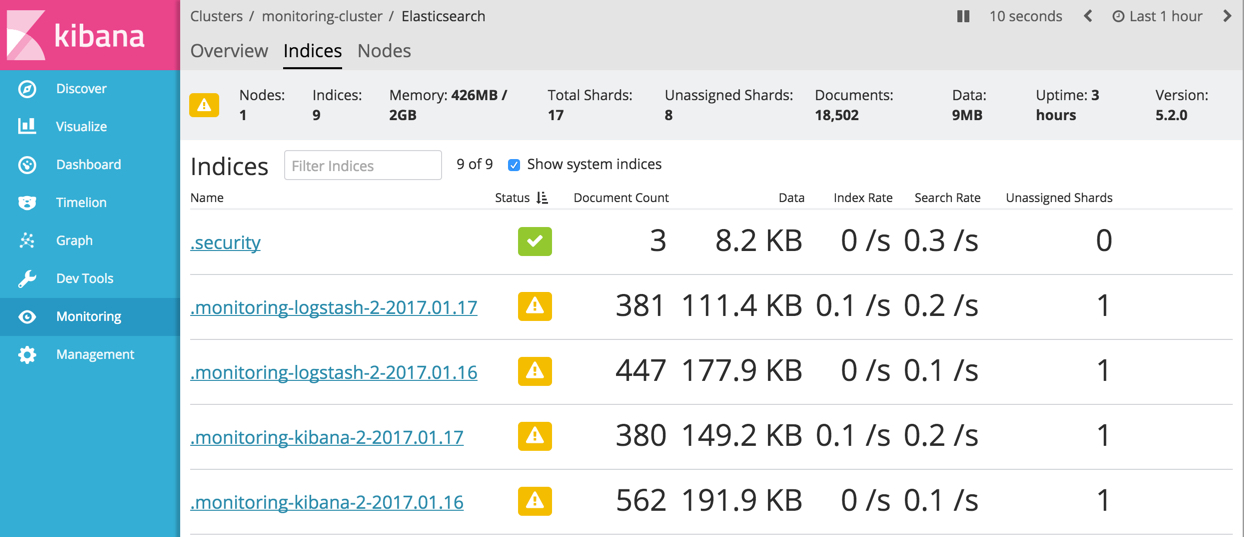 kibana
Discover
Visualize
Dashboard
Timelion
Graph
Dev Tools
Monitoring
Management
Clusters / monitoring-cluster / Elasticsearch
10 seconds
Last 1 hour
Overview Indices Nodes
Nodes: 1
Indices: 9
Memory: 426MB / 2GB
Total Shards: 17
Unassigned Shards: 8
Documents: 18,502
Data: 9MB
Uptime: 3 hours
Version: 5.2.0
Indices Filter Indices 9 of 9 Show system indices
Name Status Document Count Data Index Rate Search Rate Unassigned Shards
.security 3 8.2 KB 0 /s 0.3 /s 0
.monitoring-logstash-2-2017.01.17 381 111.4 KB 0.1 /s 0.2 /s 1
.monitoring-logstash-2-2017.01.16 447 177.9 KB 0 /s 0.1 /s 1
.monitoring-kibana-2-2017.01.17 380 149.2 KB 0.1 /s 0.2 /s 1
.monitoring-kibana-2-2017.01.16 562 191.9 KB 0 /s 0.1 /s 1